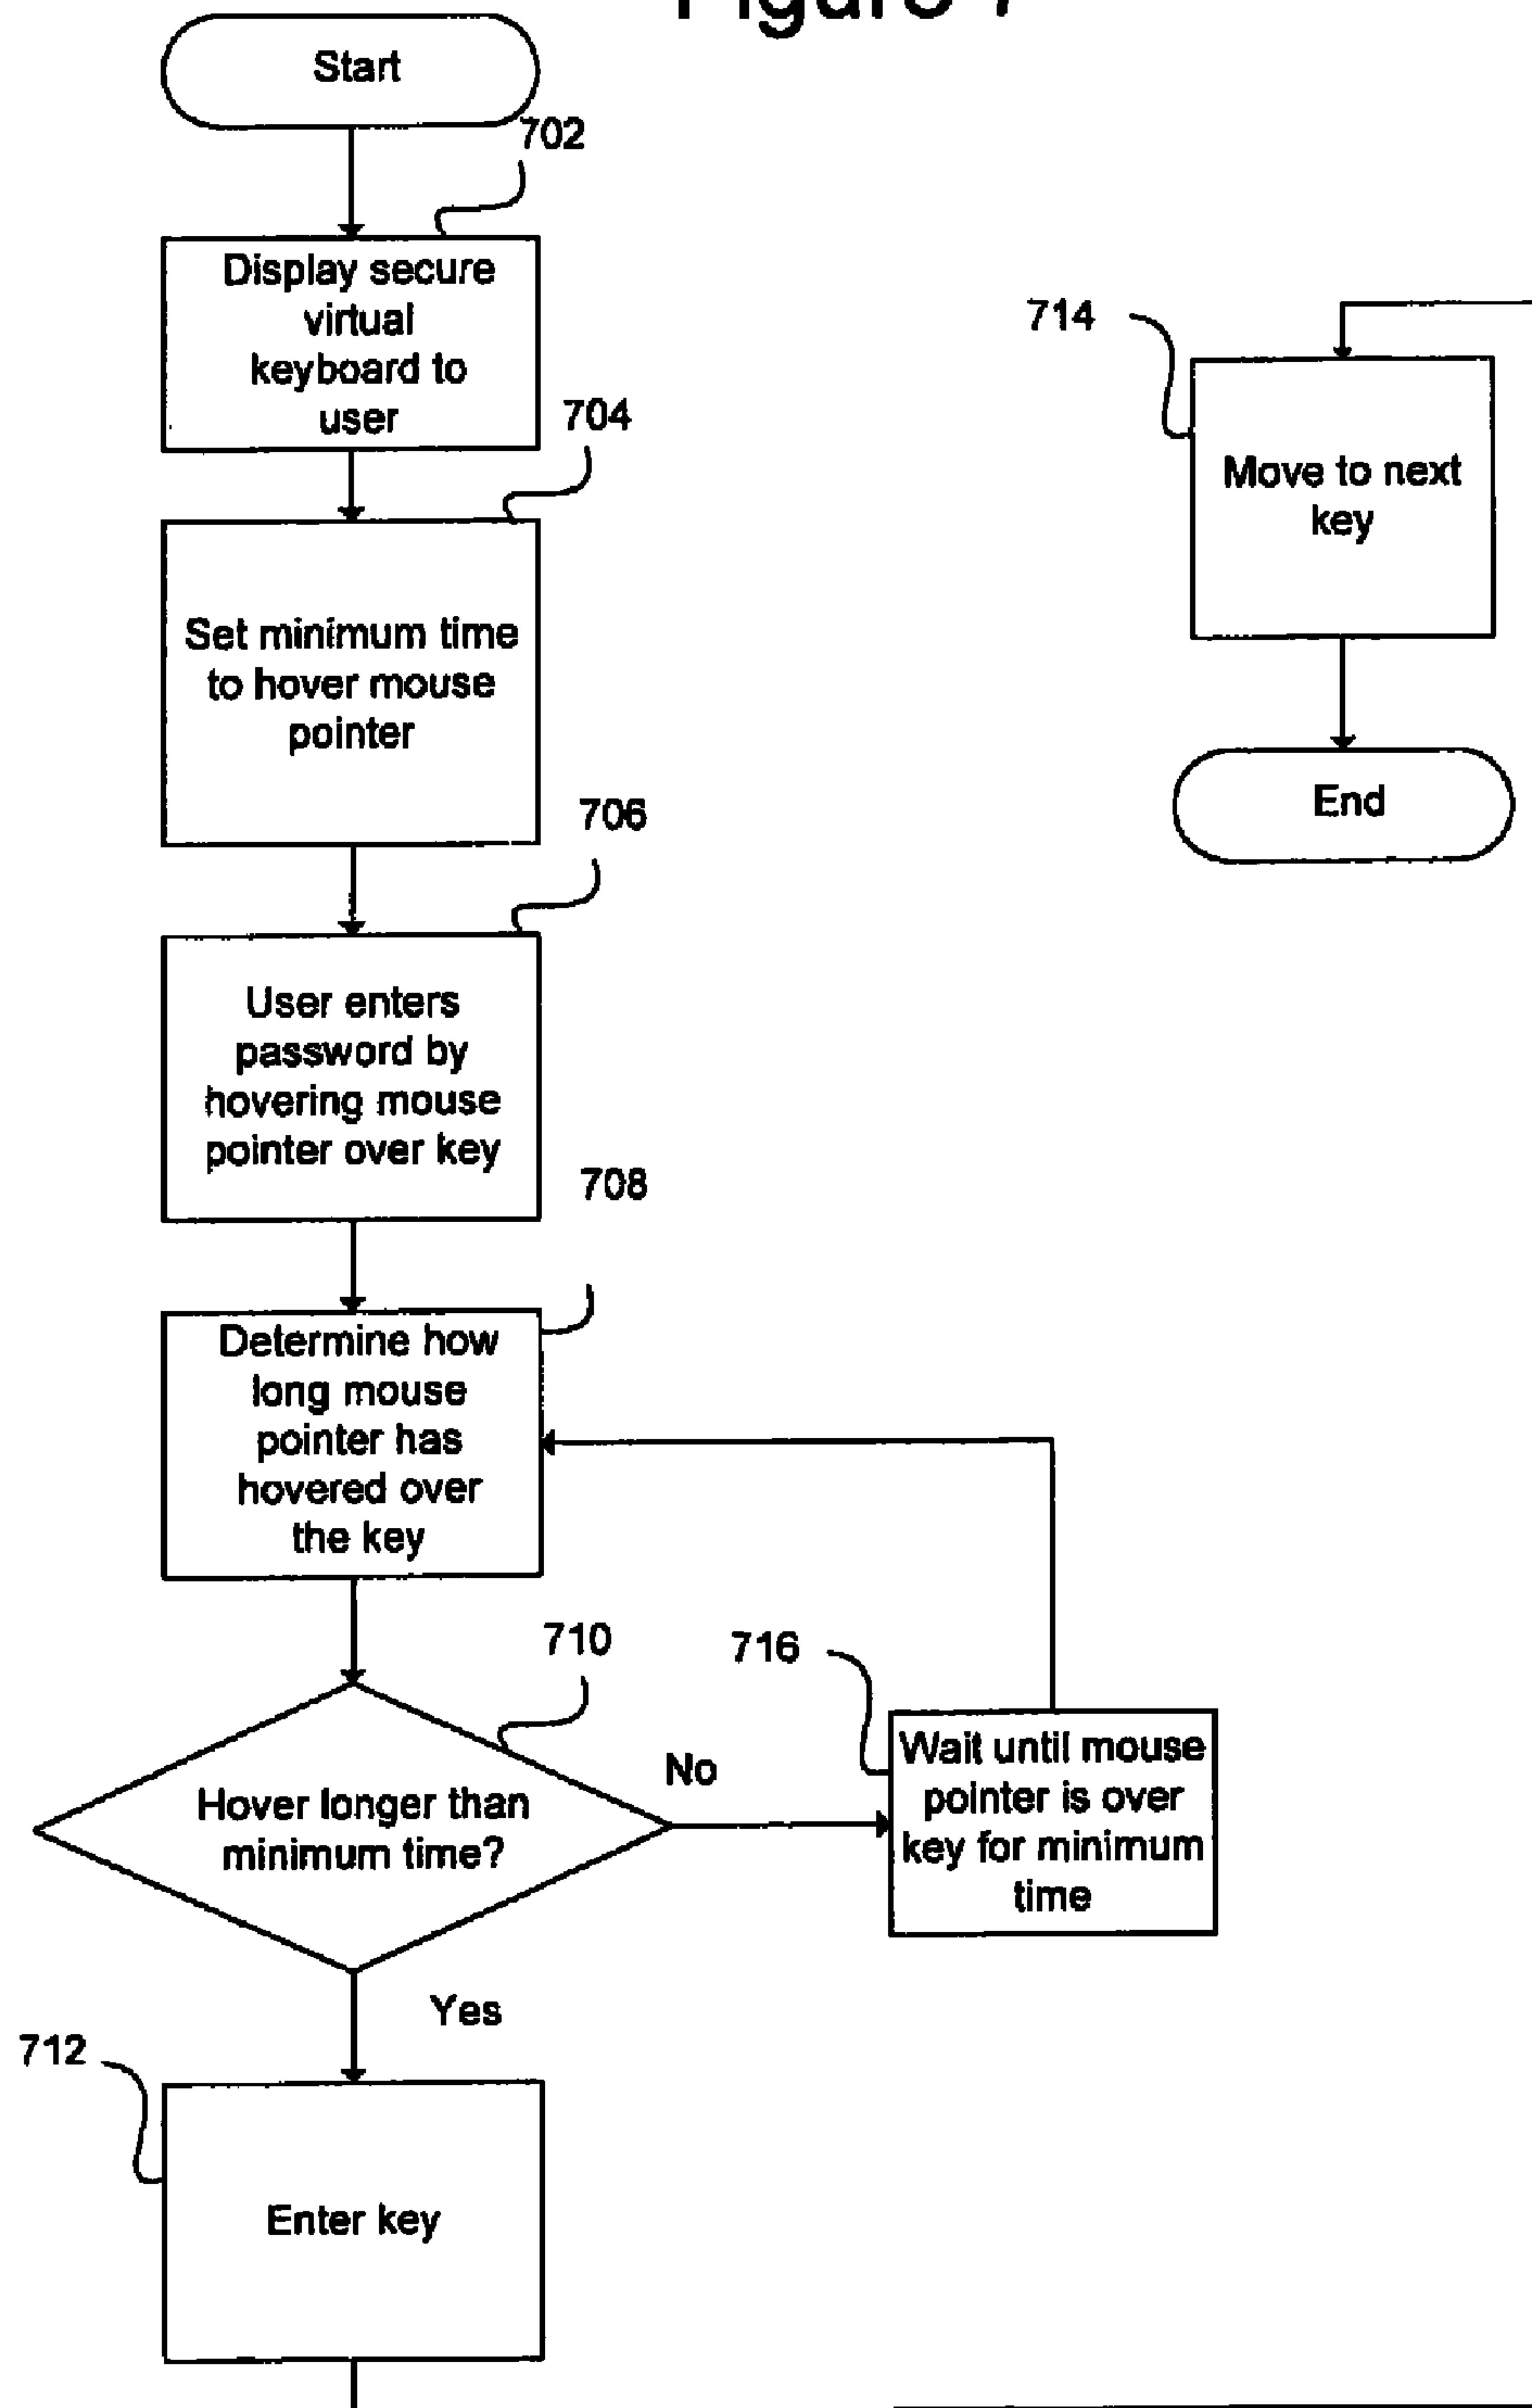 Figure 7
Start
702
Display secure
virtual
keyboard to
user
704
Set minimum time
to hover mouse
pointer
706
User enters
password by
hovering mouse
pointer over key
708
Determine how
long mouse
pointer has
hovered over
the key
710
Hover longer than
minimum time?
No
716
Wait until mouse
pointer is over
key for minimum
time
Yes
712
Enter key
714
Move to next
key
End